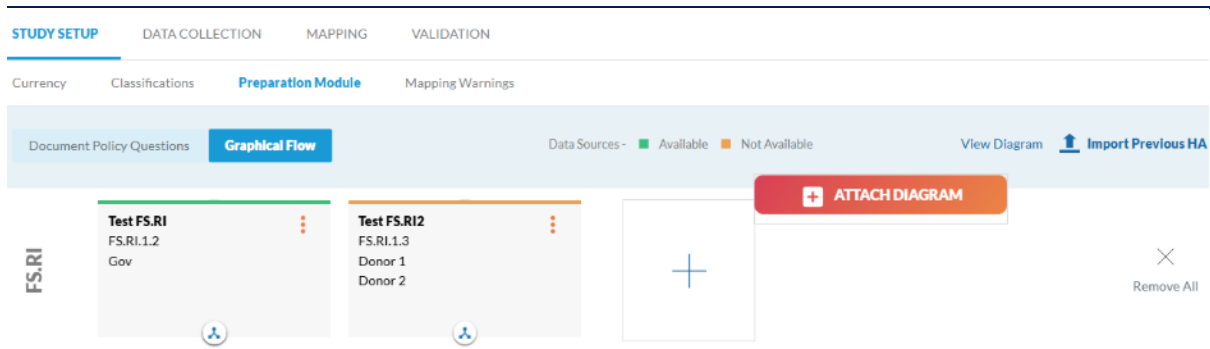 STUDY SETUP DATA COLLECTION MAPPING VALIDATION
Currency Classifications Preparation Module Mapping Warnings
Document Policy Questions Graphical Flow Data Sources - Available Not Available View Diagram Import Previous HA
ATTACH DIAGRAM
FS.RI
Test FS.RI
FS.RI.1.2
Gov
Test FS.RI2
FS.RI.1.3
Donor 1
Donor 2
Remove All